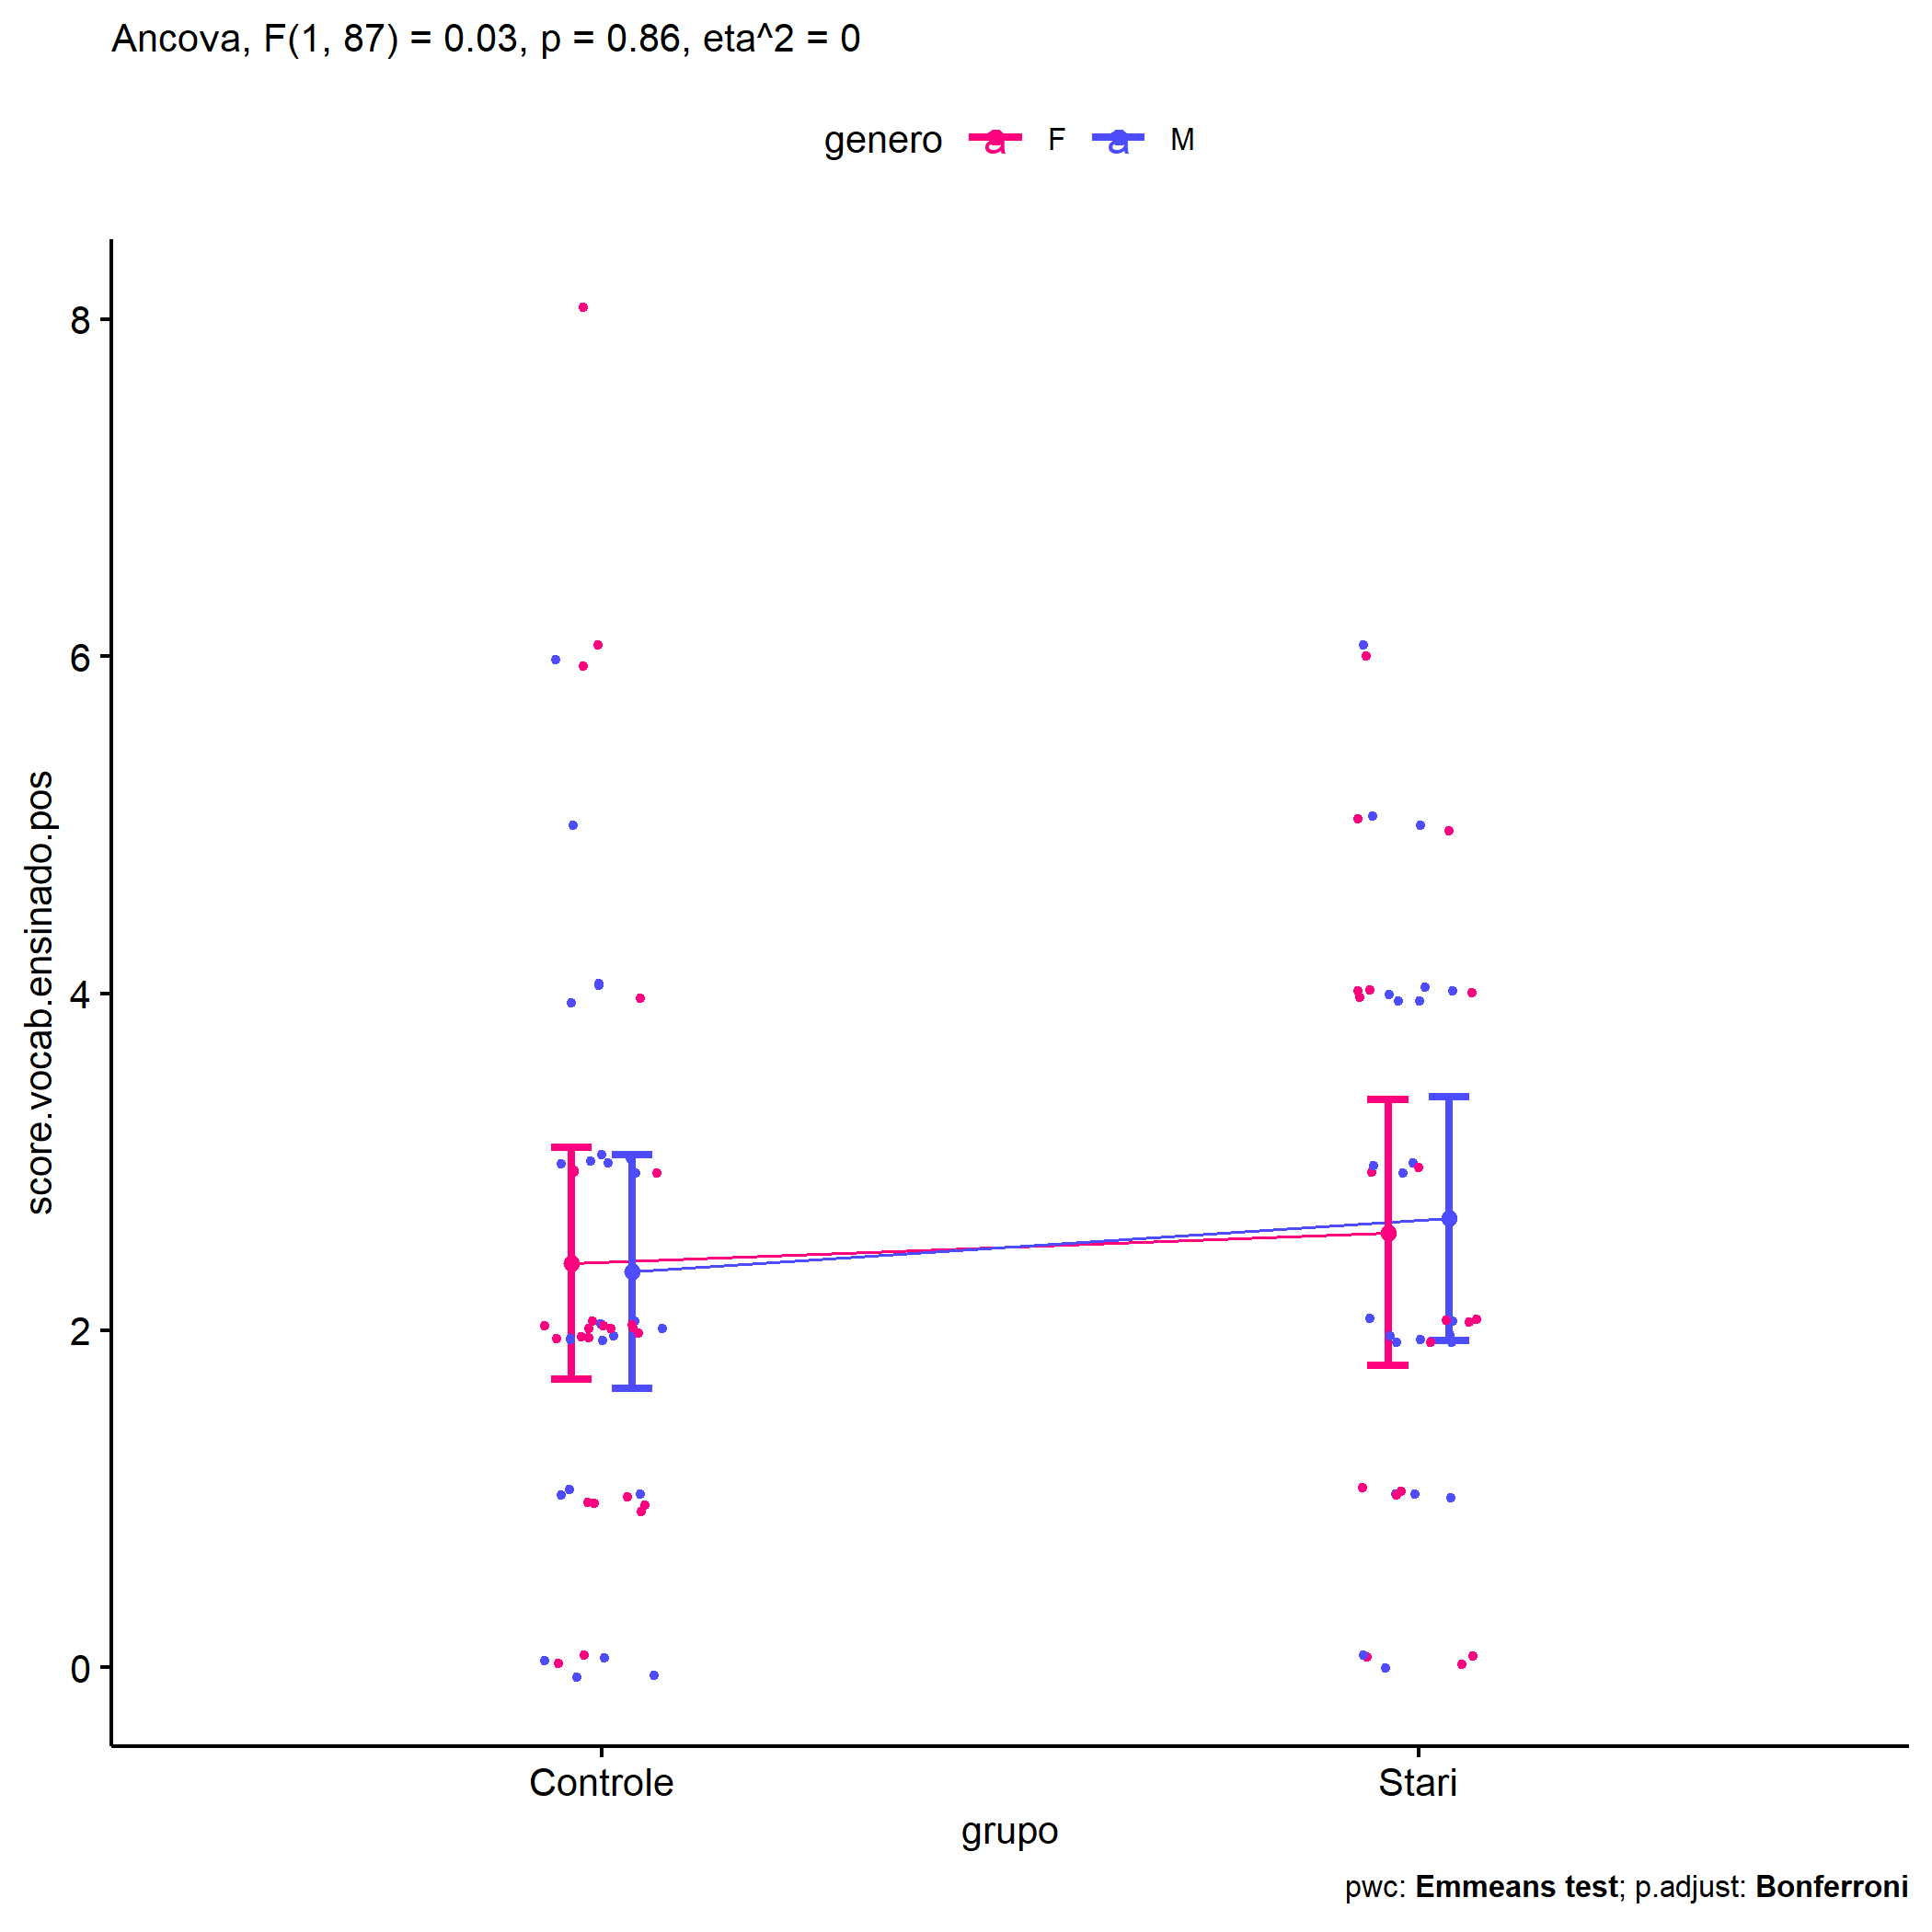 Ancova, F(1, 87) = 0.03, p = 0.86, eta^2 = 0
genero a F a M
8
6
4
2
0
score.vocab.ensinado.pos
Controle Stari
grupo
pwc: Emmeans test; p.adjust: Bonferroni